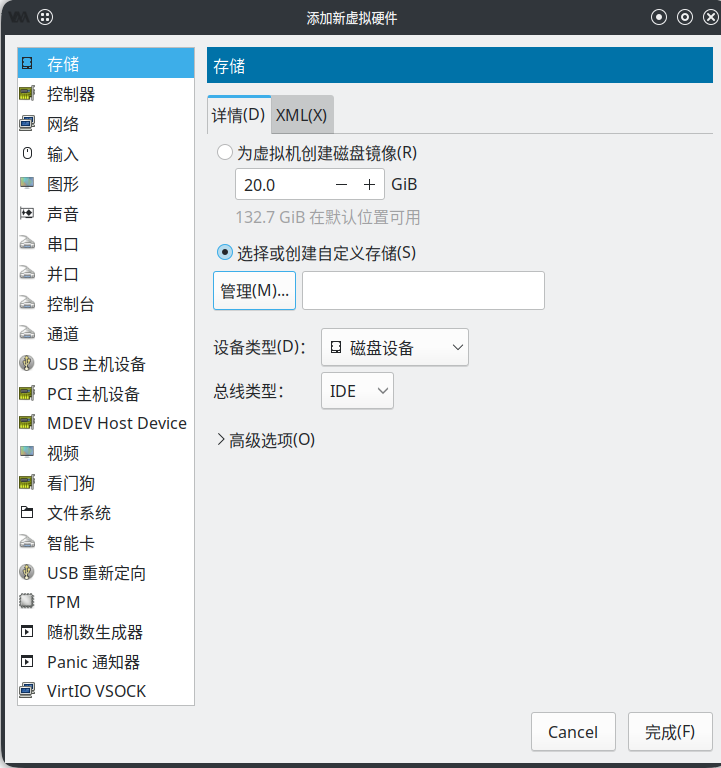 添加新虚拟硬件
存储
控制器
网络
输入
图形
声音
串口
并口
控制台
通道
USB 主机设备
PCI 主机设备
MDEV Host Device
视频
看门狗
文件系统
智能卡
USB 重新定向
TPM
随机数生成器
Panic 通知器
VirtIO VSOCK
存储
详情(D) XML(X)
为虚拟机创建磁盘镜像(R)
20.0 − + GiB
132.7 GiB 在默认位置可用
选择或创建自定义存储(S)
管理(M)...
设备类型(D): 磁盘设备
总线类型: IDE
高级选项(O)
Cancel 完成(F)